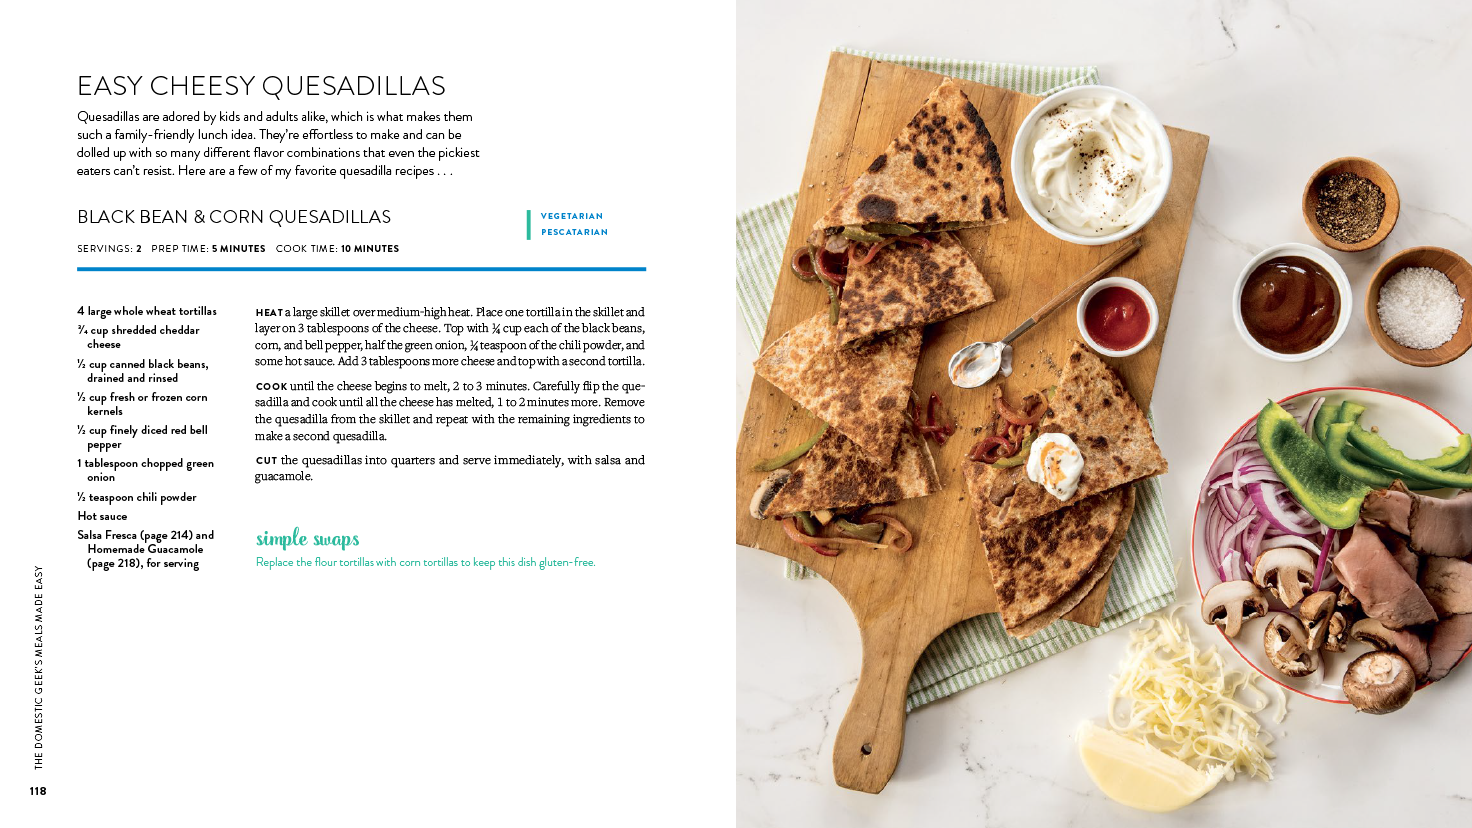 EASY CHEESY QUESADILLAS
Quesadillas are adored by kids and adults alike, which is what makes them
such a family-friendly lunch idea. They’re effortless to make and can be
dolled up with so many different flavor combinations that even the pickiest
eaters can’t resist. Here are a few of my favorite quesadilla recipes . . .
BLACK BEAN & CORN QUESADILLAS
VEGETARIAN
PESCATARIAN
SERVINGS: 2 PREP TIME: 5 MINUTES COOK TIME: 10 MINUTES
4 large whole wheat tortillas
¾ cup shredded cheddar
cheese
½ cup canned black beans,
drained and rinsed
½ cup fresh or frozen corn
kernels
½ cup finely diced red bell
pepper
1 tablespoon chopped green
onion
½ teaspoon chili powder
Hot sauce
Salsa Fresca (page 214) and
Homemade Guacamole
(page 218), for serving
HEAT a large skillet over medium-high heat. Place one tortilla in the skillet and
layer on 3 tablespoons of the cheese. Top with ¼ cup each of the black beans,
corn, and bell pepper, half the green onion, ¼ teaspoon of the chili powder, and
some hot sauce. Add 3 tablespoons more cheese and top with a second tortilla.
COOK until the cheese begins to melt, 2 to 3 minutes. Carefully flip the que-
sadilla and cook until all the cheese has melted, 1 to 2 minutes more. Remove
the quesadilla from the skillet and repeat with the remaining ingredients to
make a second quesadilla.
CUT the quesadillas into quarters and serve immediately, with salsa and
guacamole.
simple swaps
Replace the flour tortillas with corn tortillas to keep this dish gluten-free.
THE DOMESTIC GEEK’S MEALS MADE EASY
118